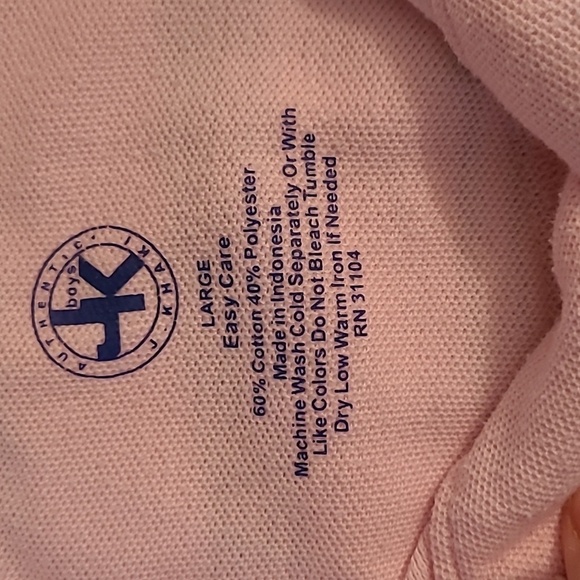 AUTHENTIC • J. KHAKI •
boys
JK
LARGE
Easy Care
60% Cotton 40% Polyester
Made in Indonesia
Machine Wash Cold Separately Or With
Like Colors Do Not Bleach Tumble
Dry Low Warm Iron If Needed
RN 31104